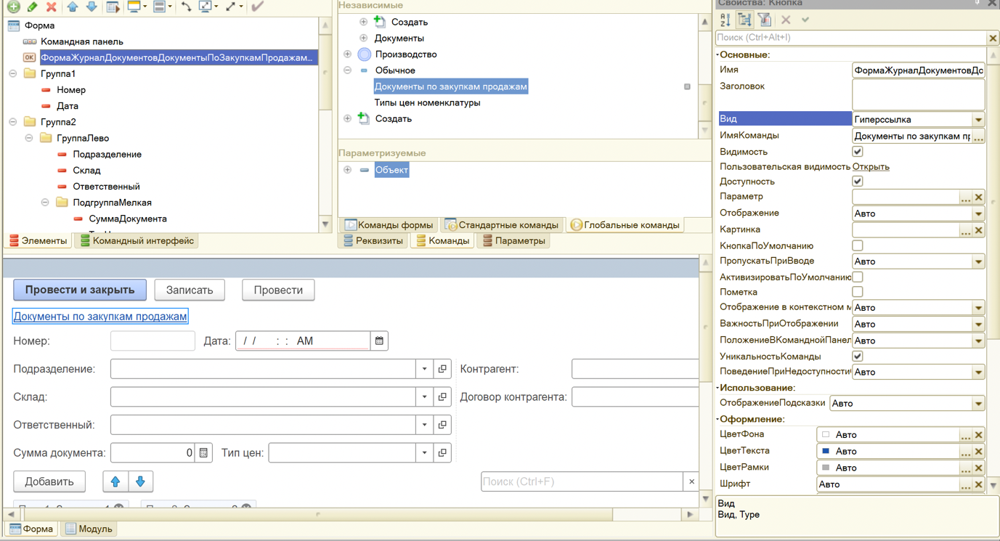 Форма
Командная панель
OK ФормаЖурналДокументовДокументыПоЗакупкамПродажам...
Группа1
Номер
Дата
Группа2
ГруппаЛево
Подразделение
Склад
Ответственный
ПодгруппаМелкая
СуммаДокумента
Элементы
Командный интерфейс
Независимые
Создать
Документы
Производство
Обычное
Документы по закупкам продажам
Типы цен номенклатуры
Создать
Параметризуемые
Объект
Команды формы
Стандартные команды
Глобальные команды
Реквизиты
Команды
Параметры
Провести и закрыть
Записать
Провести
Документы по закупкам продажам
Номер:
Дата: / / : : AM
Подразделение:
Контрагент:
Склад:
Договор контрагента:
Ответственный:
Сумма документа: 0
Тип цен:
Добавить
Поиск (Ctrl+F)
Форма
Модуль
Свойства: Кнопка
Поиск (Ctrl+Alt+I)
Основные:
Имя ФормаЖурналДокументовДо
Заголовок
Вид Гиперссылка
ИмяКоманды Документы по закупкам пр ...
Видимость
Пользовательская видимость Открыть
Доступность
Параметр ...
Отображение Авто
Картинка ...
КнопкаПоУмолчанию
ПропускатьПриВводе Авто
АктивизироватьПоУмолчанию
Пометка
Отображение в контекстном м Авто
ВажностьПриОтображении Авто
ПоложениеВКоманднойПанел Авто
УникальностьКоманды
ПоведениеПриНедоступности Авто
Использование:
ОтображениеПодсказки Авто
Оформление:
ЦветФона Авто ...
ЦветТекста Авто ...
ЦветРамки Авто ...
Шрифт Авто ...
Вид
Вид, Type